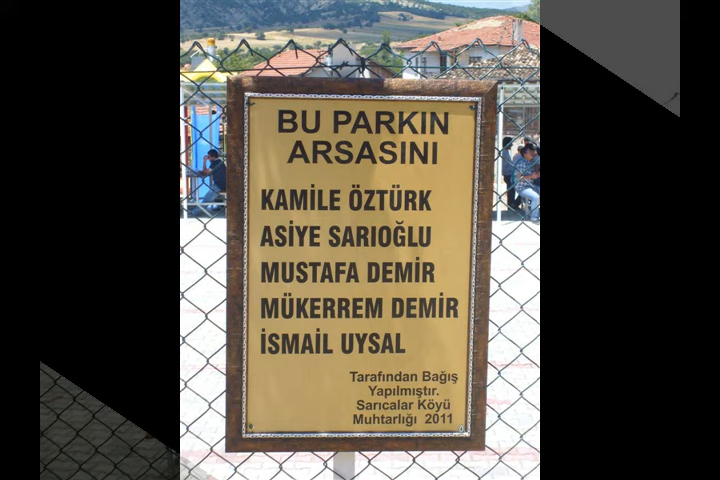 BU PARKIN
ARSASINI
KAMİLE ÖZTÜRK
ASİYE SARIOĞLU
MUSTAFA DEMİR
MÜKERREM DEMİR
İSMAİL UYSAL
Tarafından Bağış
Yapılmıştır.
Sarıcalar Köyü
Muhtarlığı 2011